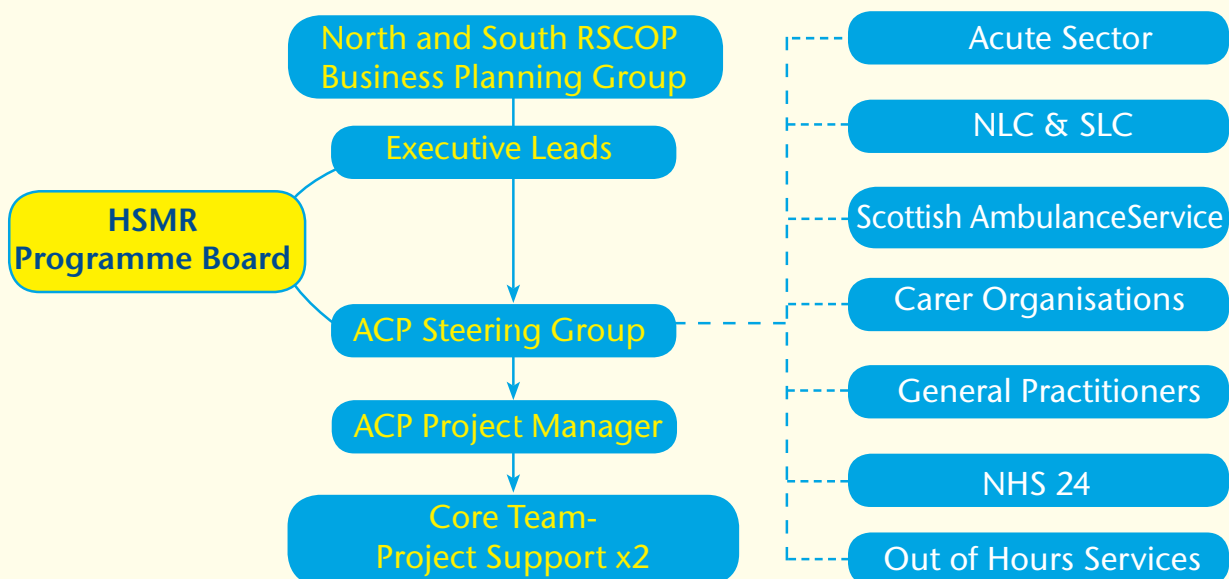 North and South RSCOP
Business Planning Group
Executive Leads
HSMR
Programme Board
ACP Steering Group
ACP Project Manager
Core Team-
Project Support x2
Acute Sector
NLC & SLC
Scottish AmbulanceService
Carer Organisations
General Practitioners
NHS 24
Out of Hours Services